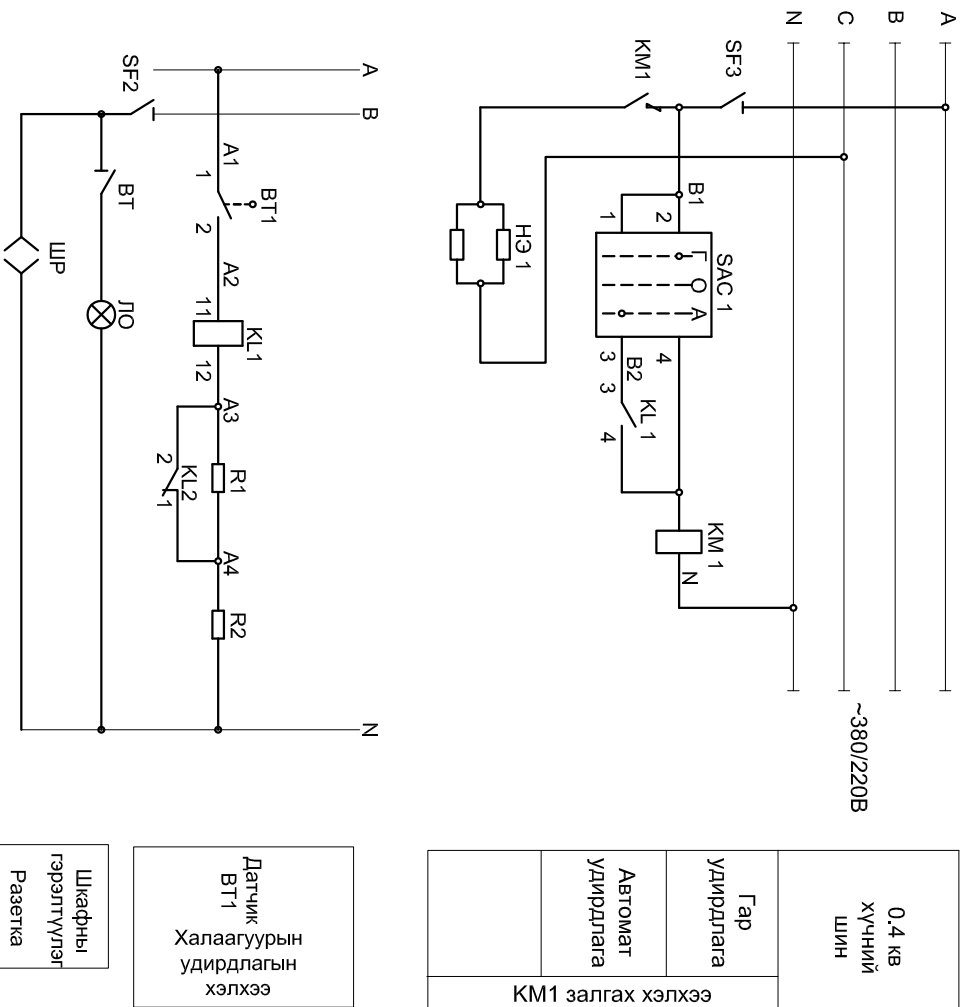 A
B
C
N
~380/220В
SF3
KM1
B1
1
2
SAC 1
Г
О
А
3
4
B2
3
KL 1
4
KM 1
N
НЭ 1
0.4 кв
хүчний
шин
Гар
удирдлага
Автомат
удирдлага
КМ1 залгах хэлхээ
A
B
N
SF2
A1
1
BT1
2
A2
11
KL1
12
A3
R1
2
KL2
1
A4
R2
ВТ
ЛО
ШР
Датчик
ВТ1
Халаагуурын
удирдлагын
хэлхээ
Шкафны
гэрэлтүүлэг
Разетка